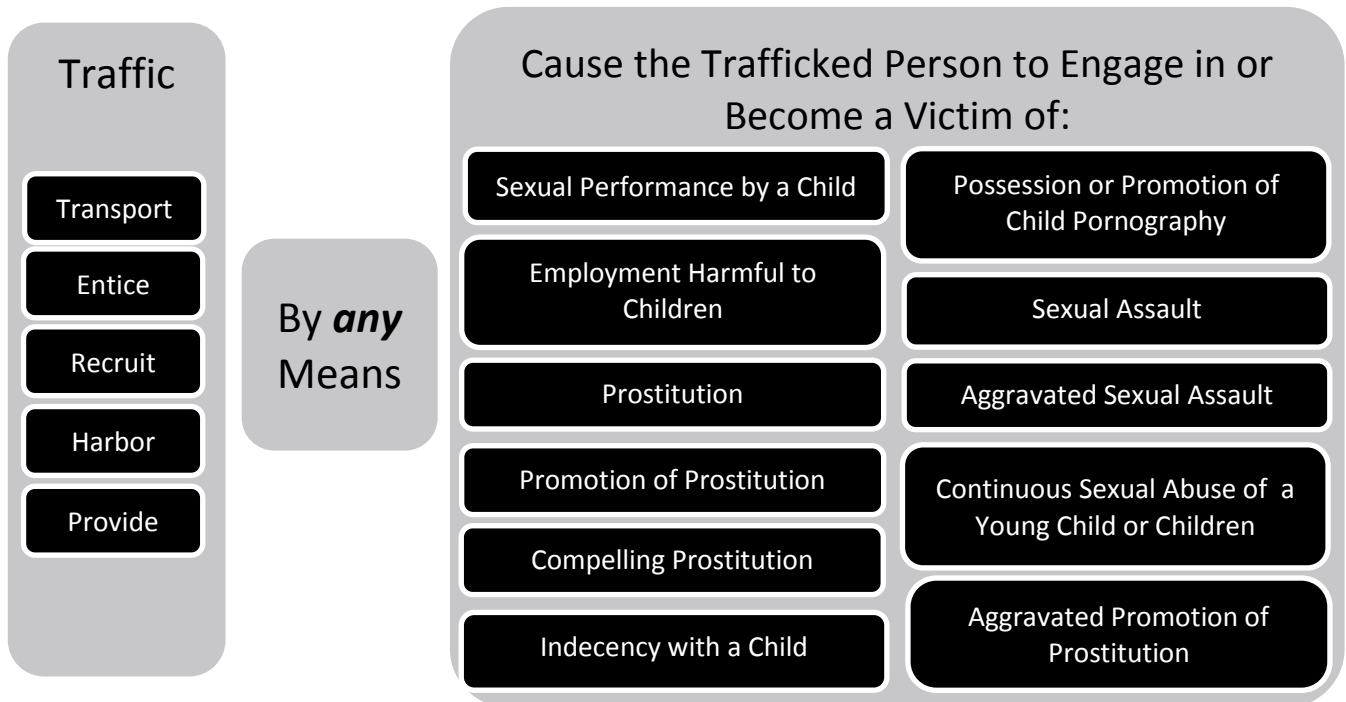 Traffic
Transport
Entice
Recruit
Harbor
Provide
By any
Means
Cause the Trafficked Person to Engage in or
Become a Victim of:
Sexual Performance by a Child
Employment Harmful to
Children
Prostitution
Promotion of Prostitution
Compelling Prostitution
Indecency with a Child
Possession or Promotion of
Child Pornography
Sexual Assault
Aggravated Sexual Assault
Continuous Sexual Abuse of a
Young Child or Children
Aggravated Promotion of
Prostitution